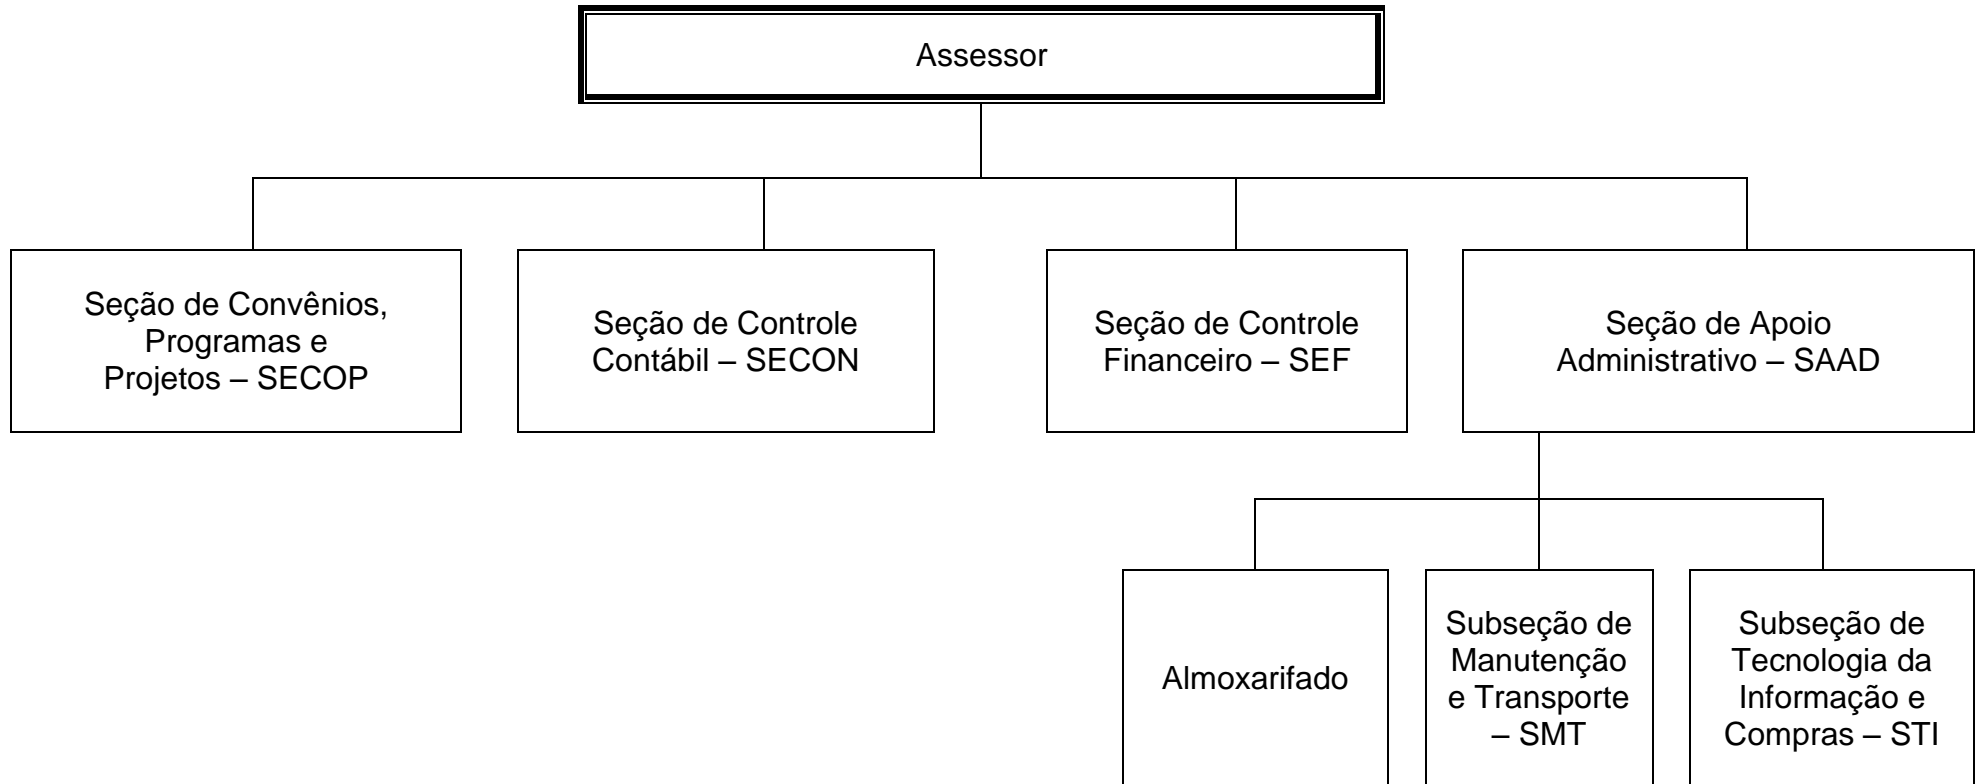 Assessor
Seção de Convênios,
Programas e
Projetos – SECOP
Seção de Controle
Contábil – SECON
Seção de Controle
Financeiro – SEF
Seção de Apoio
Administrativo – SAAD
Almoxarifado
Subseção de
Manutenção
e Transporte
– SMT
Subseção de
Tecnologia da
Informação e
Compras – STI